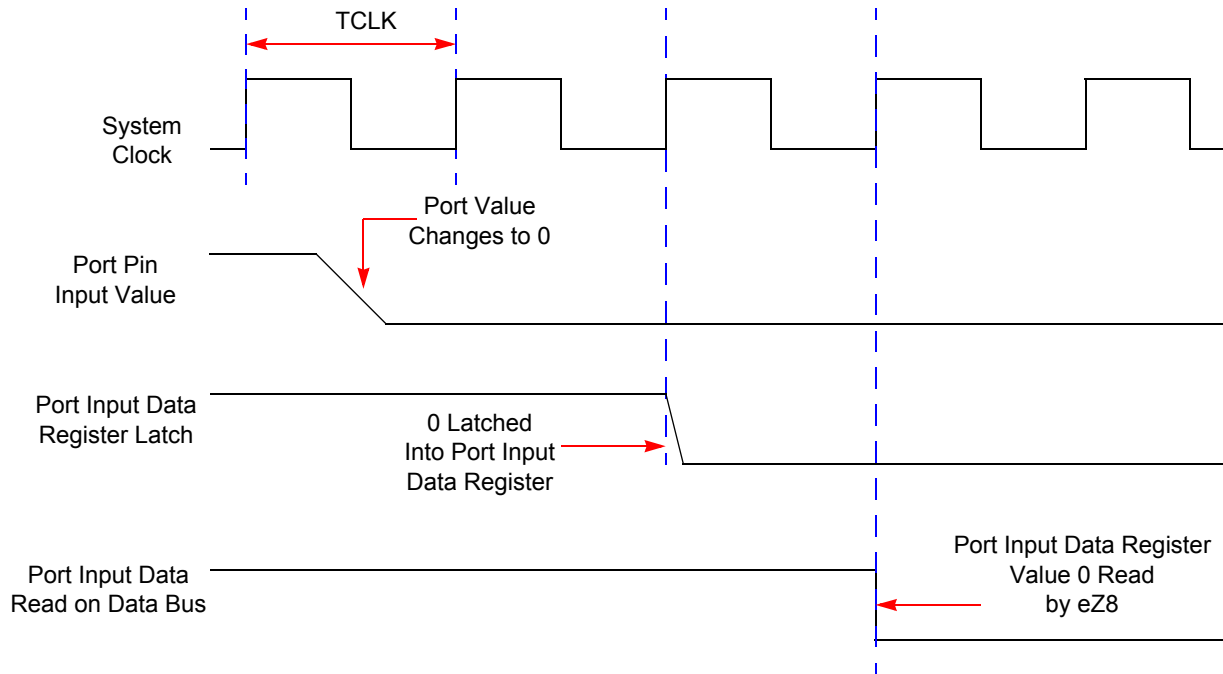 TCLK
System
Clock
Port Value
Changes to 0
Port Pin
Input Value
Port Input Data
Register Latch
0 Latched
Into Port Input
Data Register
Port Input Data
Read on Data Bus
Port Input Data Register
Value 0 Read
by eZ8